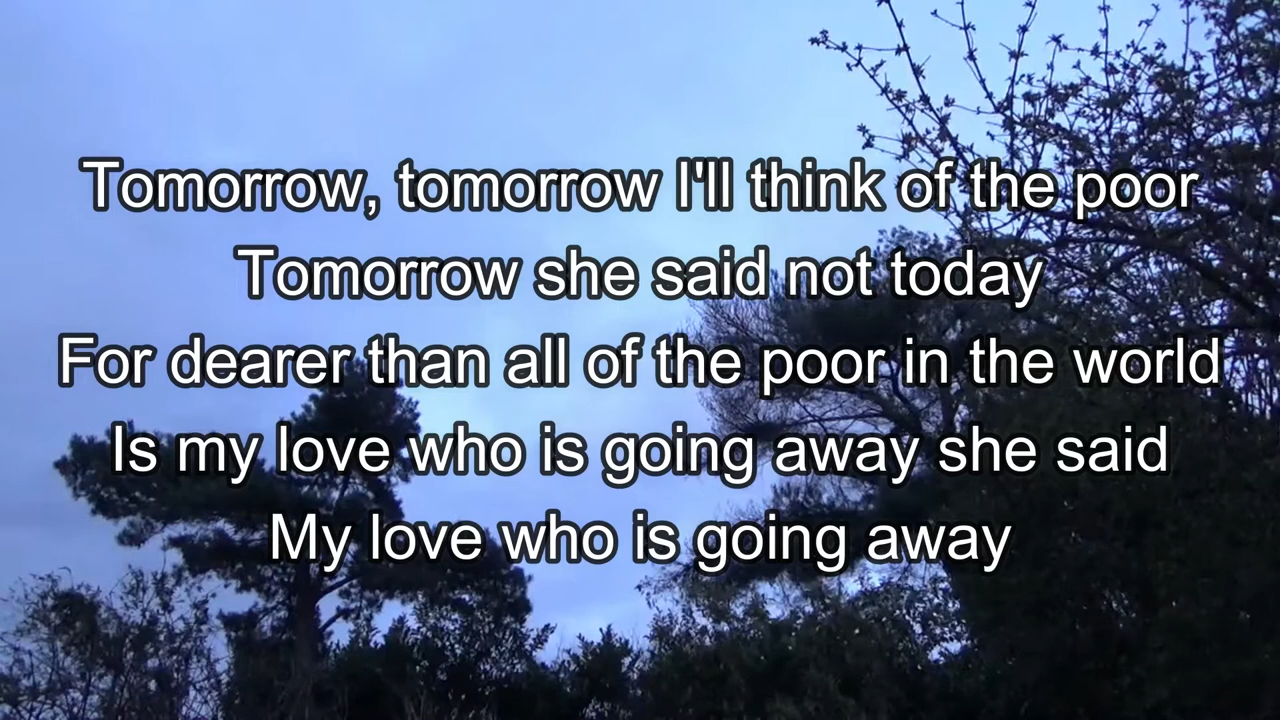 Tomorrow, tomorrow I'll think of the poor
Tomorrow she said not today
For dearer than all of the poor in the world
Is my love who is going away she said
My love who is going away